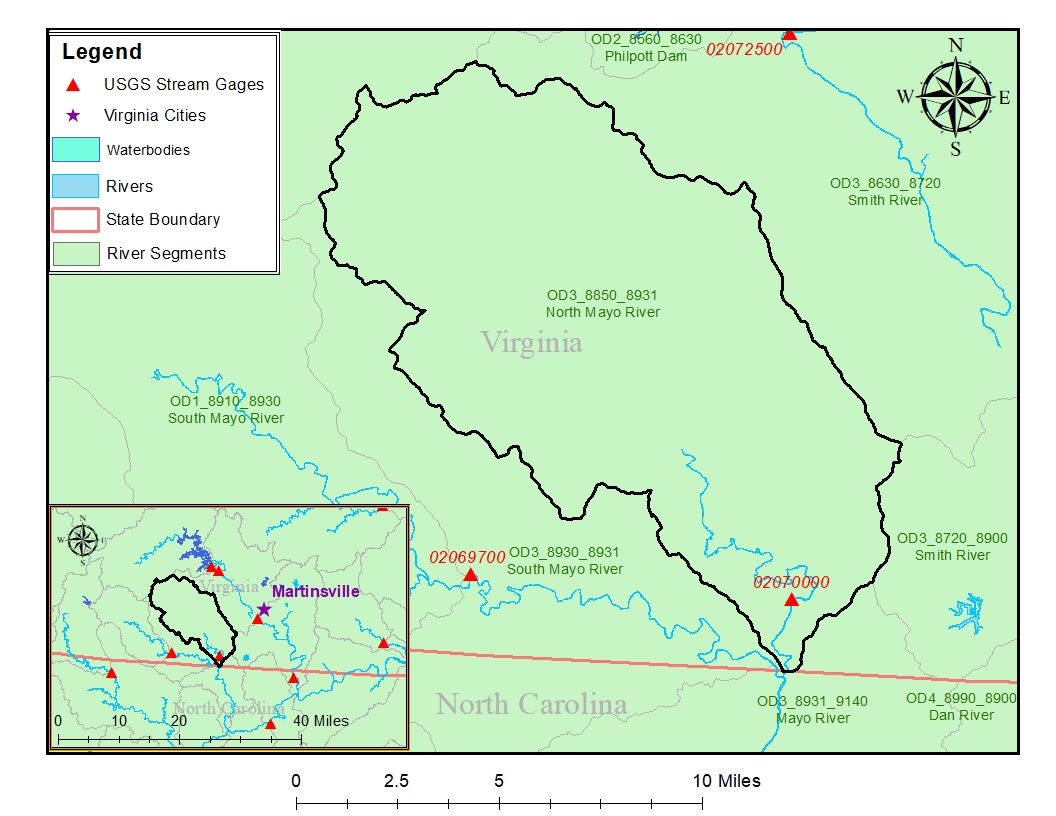 Legend
USGS Stream Gages
Virginia Cities
Waterbodies
Rivers
State Boundary
River Segments
OD2_8560_8630
Philpott Dam
02072500
N
W
E
S
OD3_8630_8720
Smith River
OD3_8850_8931
North Mayo River
Virginia
OD1_8910_8930
South Mayo River
02069700
OD3_8930_8931
South Mayo River
02070000
OD3_8720_8900
Smith River
North Carolina
OD3_8931_9140
Mayo River
OD4_8990_8900
Dan River
N
W
E
S
Virginia
Martinsville
North Carolina
0 10 20 40 Miles
0 2.5 5 10 Miles